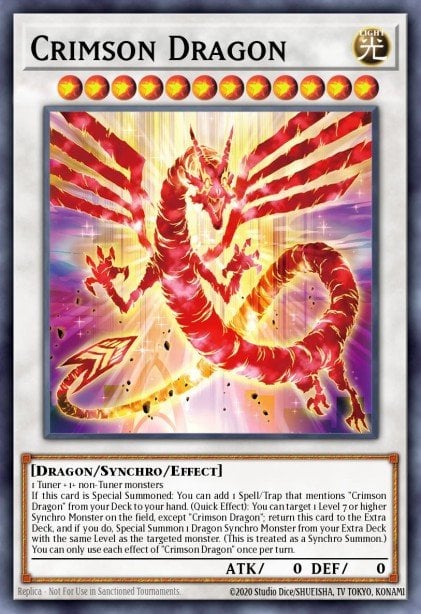 CRIMSON DRAGON
LIGHT
光
[DRAGON/SYNCHRO/EFFECT]
1 Tuner +1+ non-Tuner monsters
If this card is Special Summoned: You can add 1 Spell/Trap that mentions "Crimson
Dragon" from your Deck to your hand. (Quick Effect): You can target 1 Level 7 or higher
Synchro Monster on the field, except "Crimson Dragon"; return this card to the Extra
Deck, and if you do, Special Summon 1 Dragon Synchro Monster from your Extra Deck
with the same Level as the targeted monster. (This is treated as a Synchro Summon.)
You can only use each effect of "Crimson Dragon" once per turn.
ATK/ 0 DEF/ 0
Replica - Not For Use in Sanctioned Tournaments. ©2020 Studio Dice/SHUEISHA, TV TOKYO, KONAMI